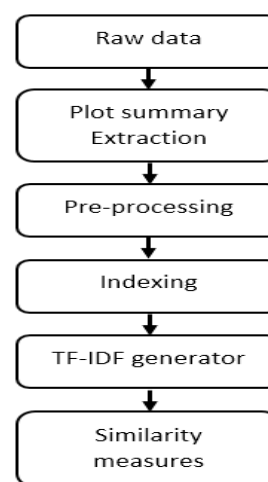 Raw data
Plot summary
Extraction
Pre-processing
Indexing
TF-IDF generator
Similarity
measures